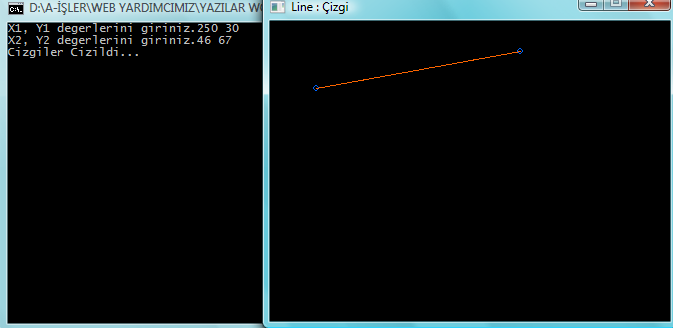 D:\A-İŞLER\WEB YARDIMCIMIZ\YAZILAR
Line : Çizgi
X1, Y1 degerlerini giriniz.250 30
X2, Y2 degerlerini giriniz.46 67
Cizgiler Cizildi...